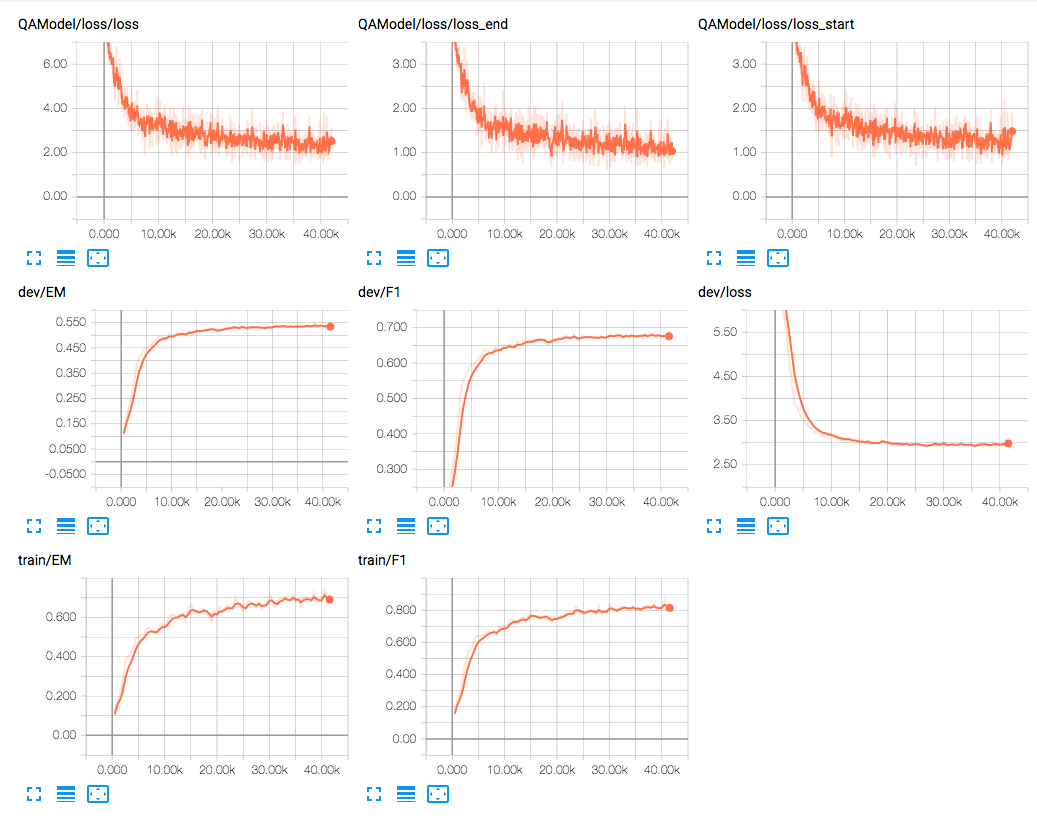 QAModel/loss/loss QAModel/loss/loss_end QAModel/loss/loss_start
6.00 3.00 3.00
4.00 2.00 2.00
2.00 1.00 1.00
0.00 0.00 0.00
0.000 10.00k 20.00k 30.00k 40.00k 0.000 10.00k 20.00k 30.00k 40.00k 0.000 10.00k 20.00k 30.00k 40.00k
dev/EM dev/F1 dev/loss
0.550
0.450
0.350
0.250
0.150
0.0500
-0.0500
0.000 10.00k 20.00k 30.00k 40.00k
0.700
0.600
0.500
0.400
0.300
0.000 10.00k 20.00k 30.00k 40.00k
5.50
4.50
3.50
2.50
0.000 10.00k 20.00k 30.00k 40.00k
train/EM train/F1
0.600
0.400
0.200
0.00
0.000 10.00k 20.00k 30.00k 40.00k
0.800
0.600
0.400
0.200
0.00
0.000 10.00k 20.00k 30.00k 40.00k